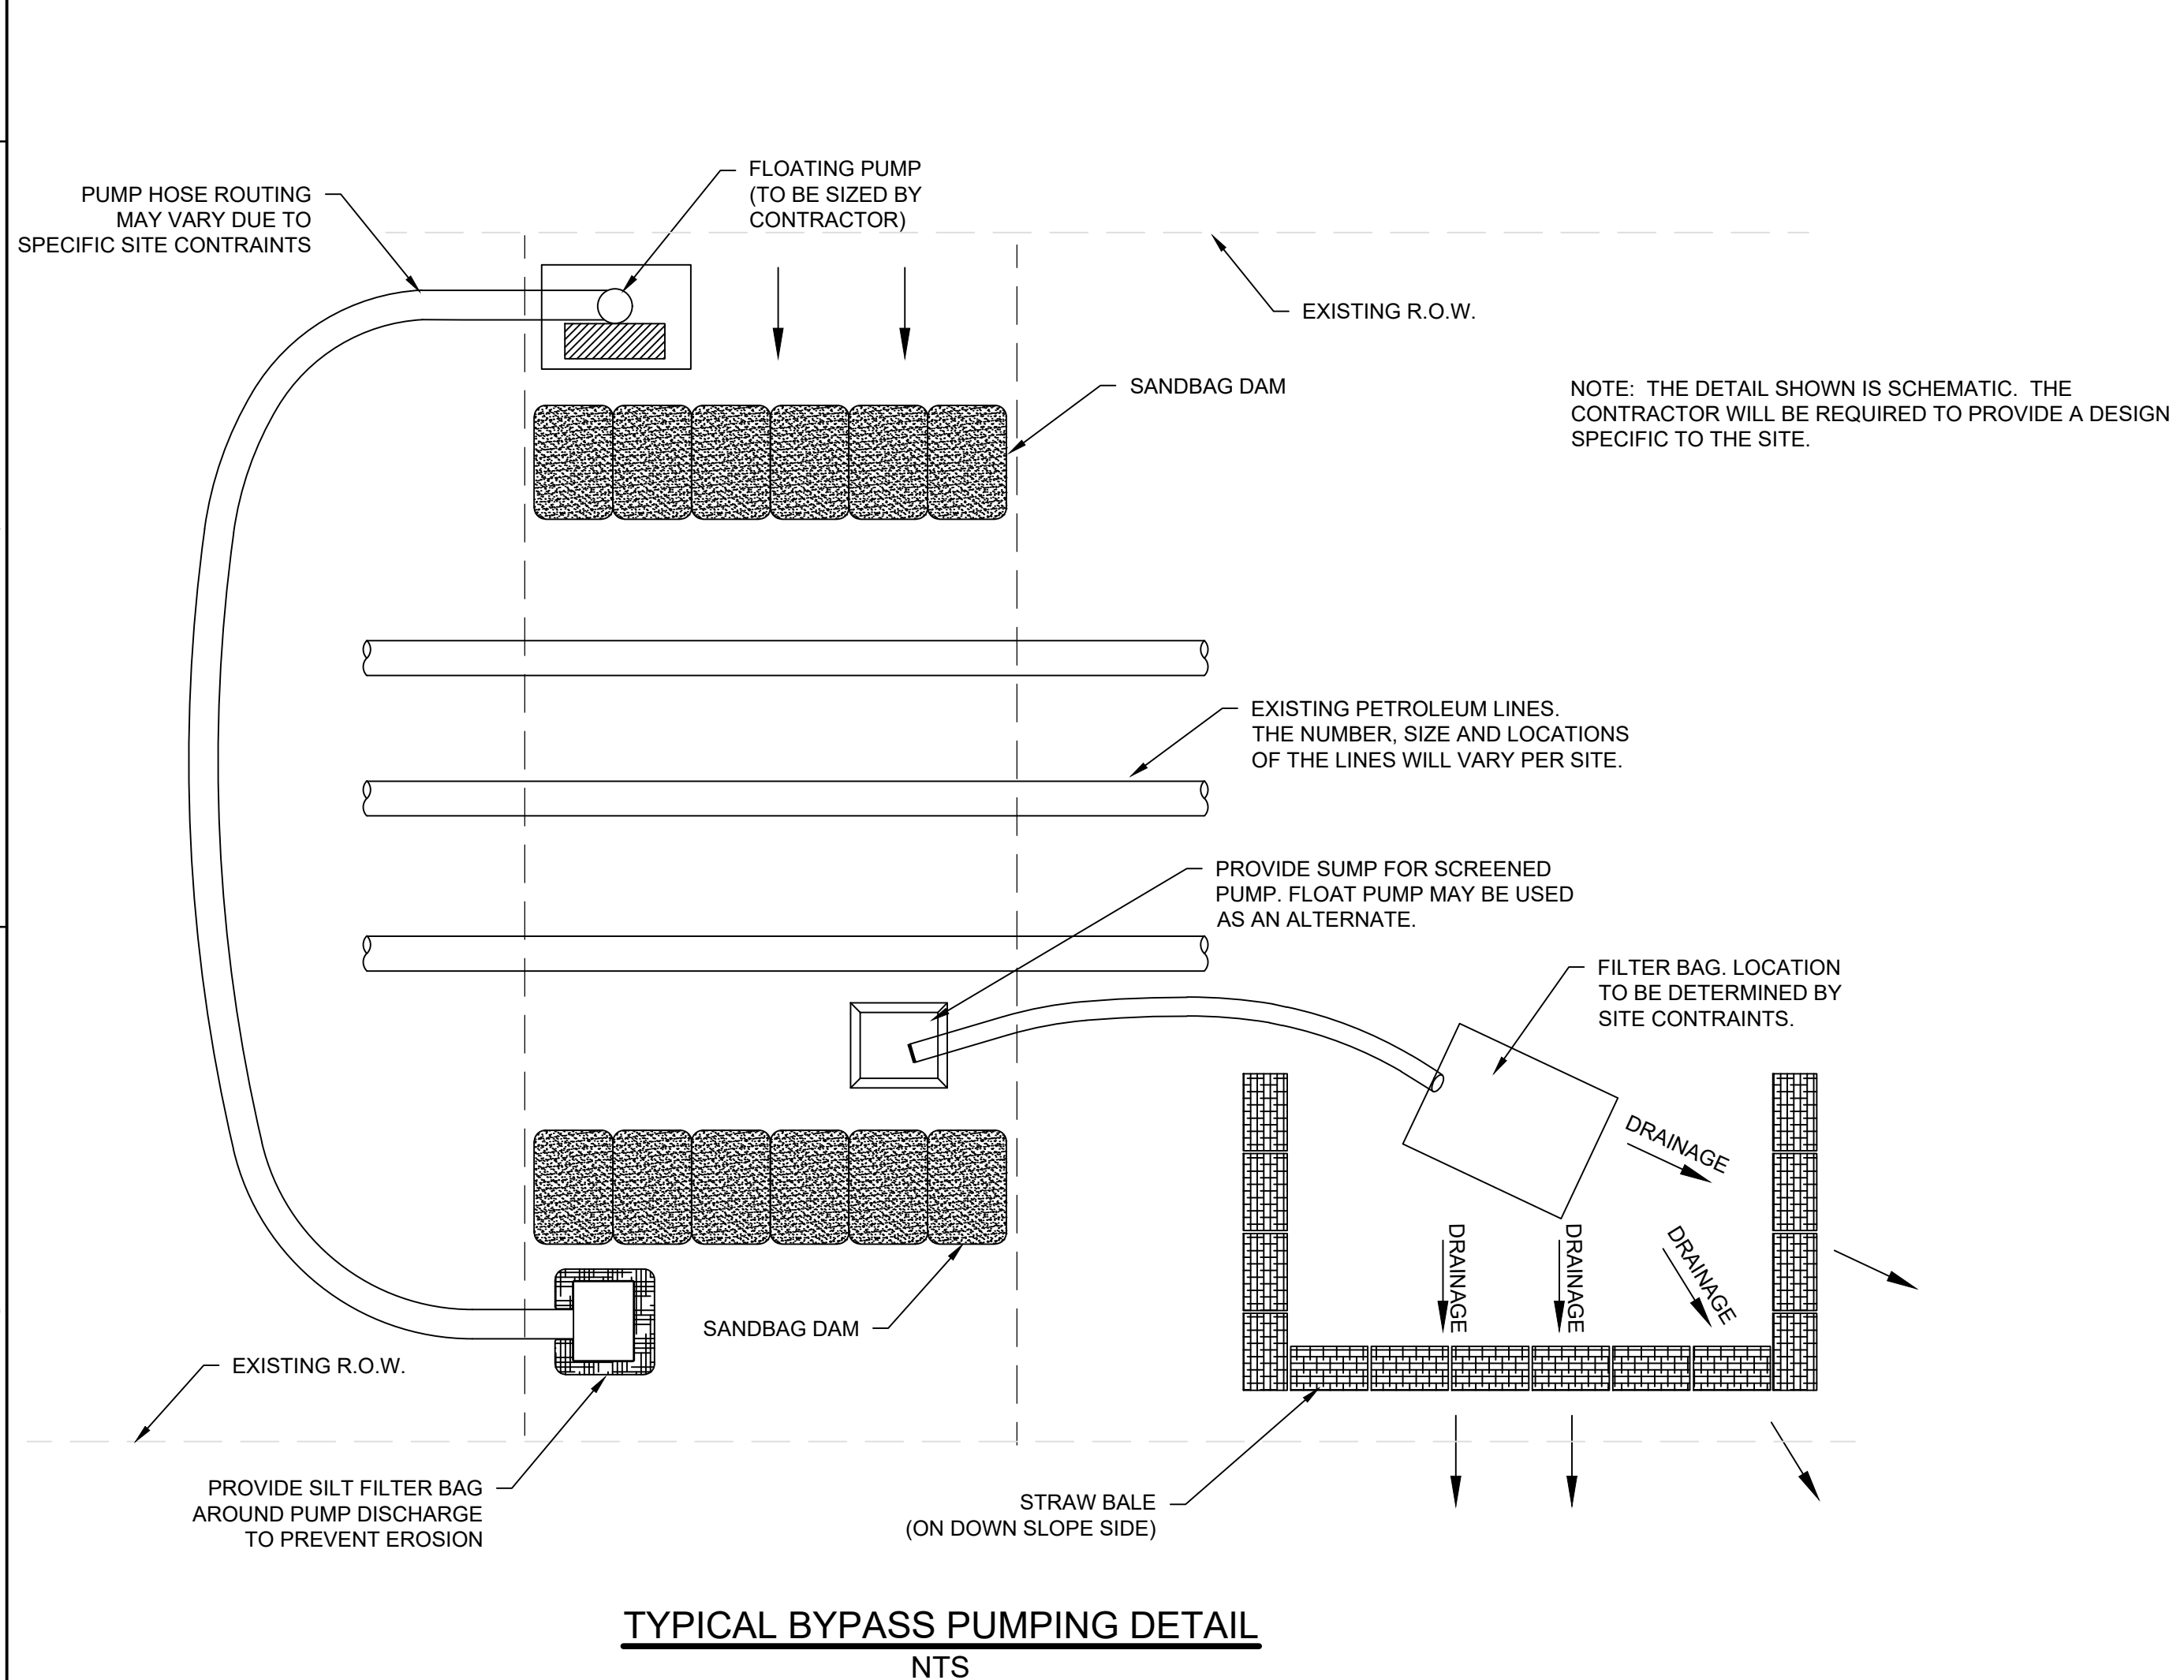 FLOATING PUMP
(TO BE SIZED BY
CONTRACTOR)
PUMP HOSE ROUTING
MAY VARY DUE TO
SPECIFIC SITE CONTRAINTS
EXISTING R.O.W.
SANDBAG DAM
NOTE:  THE DETAIL SHOWN IS SCHEMATIC.  THE
CONTRACTOR WILL BE REQUIRED TO PROVIDE A DESIGN
SPECIFIC TO THE SITE.
EXISTING PETROLEUM LINES.
THE NUMBER, SIZE AND LOCATIONS
OF THE LINES WILL VARY PER SITE.
PROVIDE SUMP FOR SCREENED
PUMP. FLOAT PUMP MAY BE USED
AS AN ALTERNATE.
FILTER BAG. LOCATION
TO BE DETERMINED BY
SITE CONTRAINTS.
DRAINAGE
DRAINAGE
DRAINAGE
DRAINAGE
SANDBAG DAM
EXISTING R.O.W.
PROVIDE SILT FILTER BAG
AROUND PUMP DISCHARGE
TO PREVENT EROSION
STRAW BALE
(ON DOWN SLOPE SIDE)
TYPICAL BYPASS PUMPING DETAIL
NTS